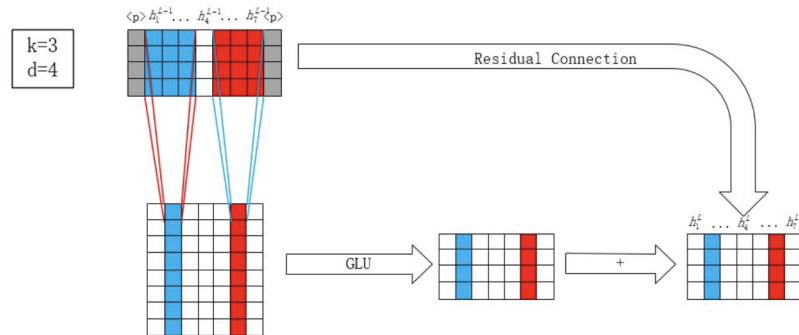 k=3
d=4
<p> h_1^{L-1} ... h_4^{L-1} ... h_7^{L-1} <p>
Residual Connection
h_1^L ... h_4^L ... h_7^L
GLU
+